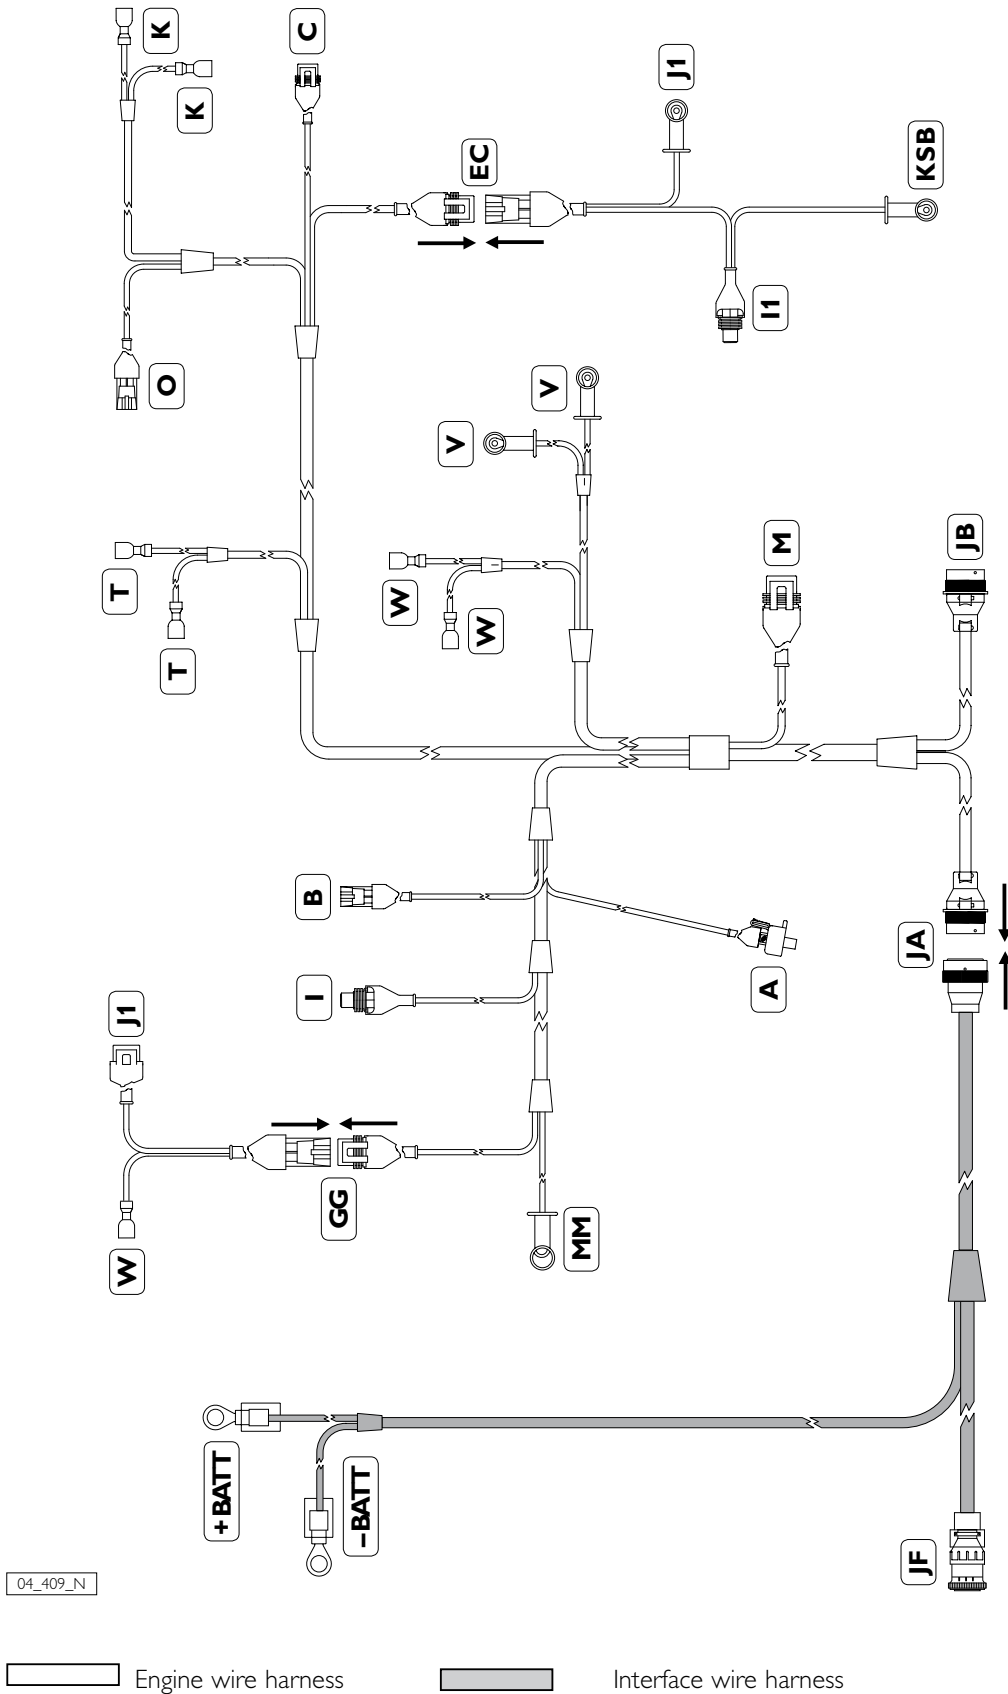 K
K
C
J1
EC
KSB
I1
O
V
V
T
T
W
W
M
JB
B
I
A
JA
J1
GG
W
MM
+BATT
–BATT
JF
04_409_N
Engine wire harness
Interface wire harness